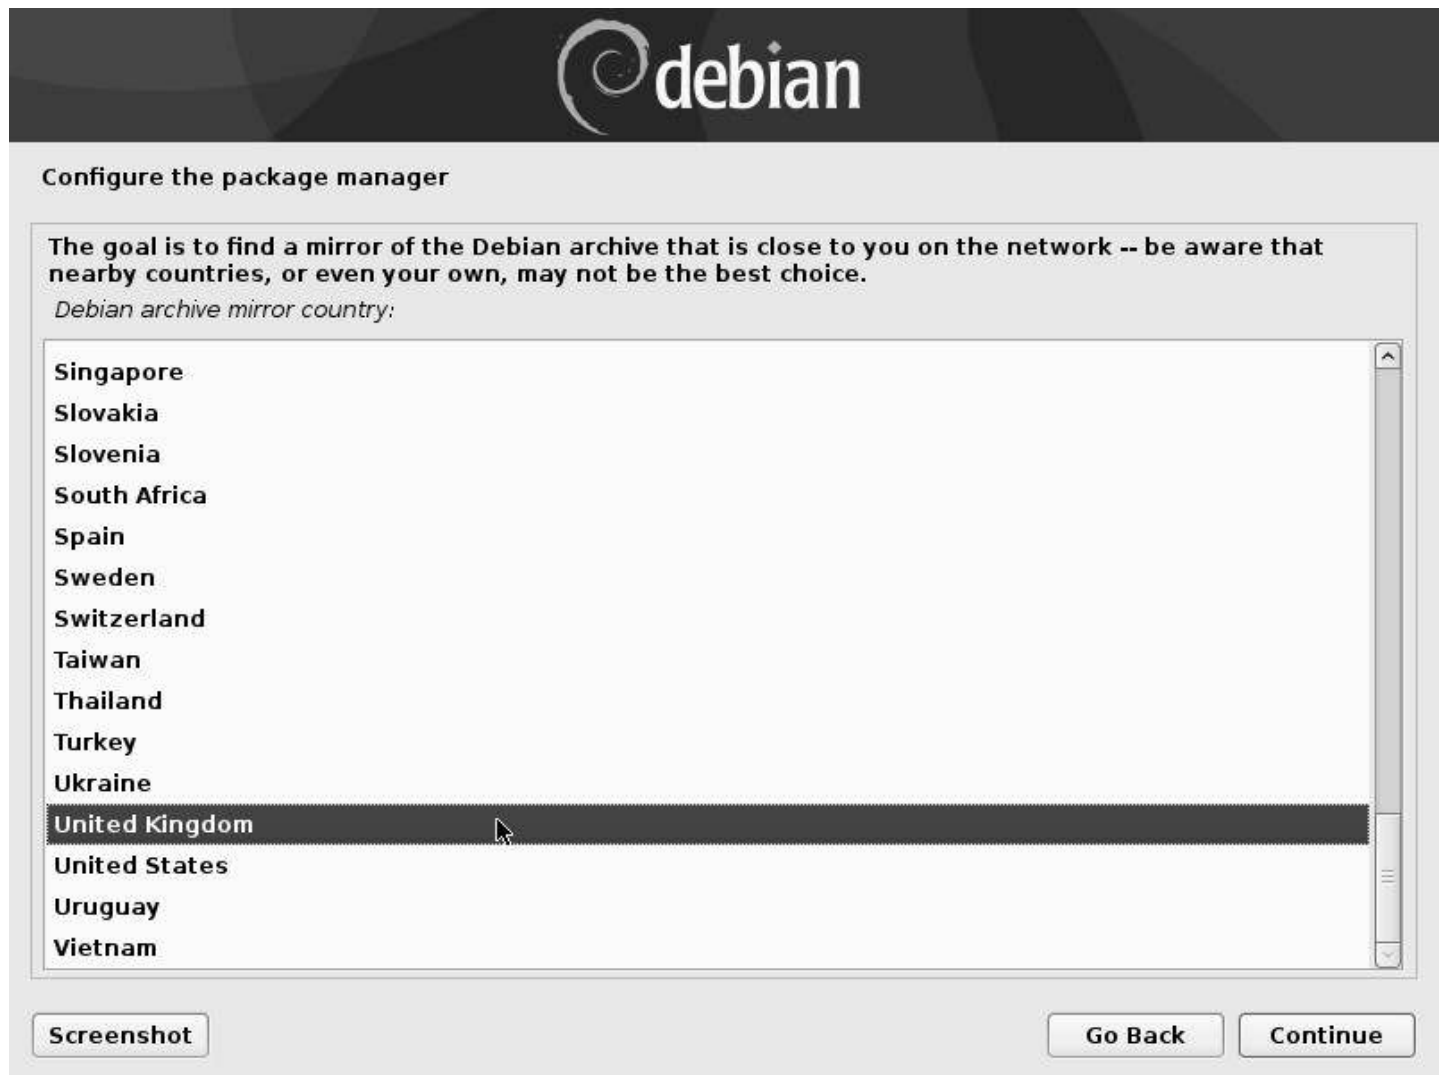 debian
Configure the package manager
The goal is to find a mirror of the Debian archive that is close to you on the network -- be aware that
nearby countries, or even your own, may not be the best choice.
Debian archive mirror country:
Singapore
Slovakia
Slovenia
South Africa
Spain
Sweden
Switzerland
Taiwan
Thailand
Turkey
Ukraine
United Kingdom
United States
Uruguay
Vietnam
Screenshot
Go Back
Continue